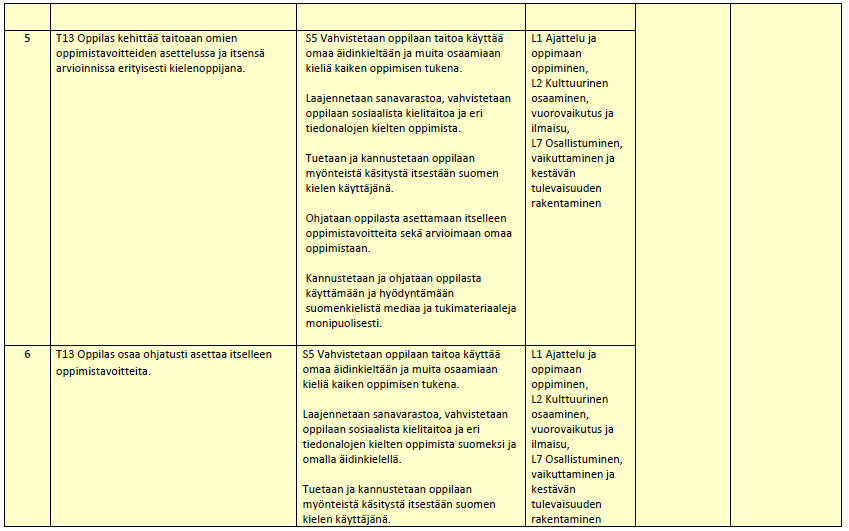 5
T13 Oppilas kehittää taitoaan omien
oppimistavoitteiden asettelussa ja itsensä
arvioinnissa erityisesti kielenoppijana.
S5 Vahvistetaan oppilaan taitoa käyttää
omaa äidinkieltään ja muita osaamiaan
kieliä kaiken oppimisen tukena.
Laajennetaan sanavarastoa, vahvistetaan
oppilaan sosiaalista kielitaitoa ja eri
tiedonalojen kielten oppimista.
Tuetaan ja kannustetaan oppilaan
myönteistä käsitystä itsestään suomen
kielen käyttäjänä.
Ohjataan oppilasta asettamaan itselleen
oppimistavoitteita sekä arvioimaan omaa
oppimistaan.
Kannustetaan ja ohjataan oppilasta
käyttämään ja hyödyntämään
suomenkielistä mediaa ja tukimateriaaleja
monipuolisesti.
L1 Ajattelu ja
oppimaan
oppiminen,
L2 Kulttuurinen
osaaminen,
vuorovaikutus ja
ilmaisu,
L7 Osallistuminen,
vaikuttaminen ja
kestävän
tulevaisuuden
rakentaminen
6
T13 Oppilas osaa ohjatusti asettaa itselleen
oppimistavoitteita.
S5 Vahvistetaan oppilaan taitoa käyttää
omaa äidinkieltään ja muita osaamiaan
kieliä kaiken oppimisen tukena.
Laajennetaan sanavarastoa, vahvistetaan
oppilaan sosiaalista kielitaitoa ja eri
tiedonalojen kielten oppimista suomeksi ja
omalla äidinkielellä.
Tuetaan ja kannustetaan oppilaan
myönteistä käsitystä itsestään suomen
kielen käyttäjänä.
L1 Ajattelu ja
oppimaan
oppiminen,
L2 Kulttuurinen
osaaminen,
vuorovaikutus ja
ilmaisu,
L7 Osallistuminen,
vaikuttaminen ja
kestävän
tulevaisuuden
rakentaminen